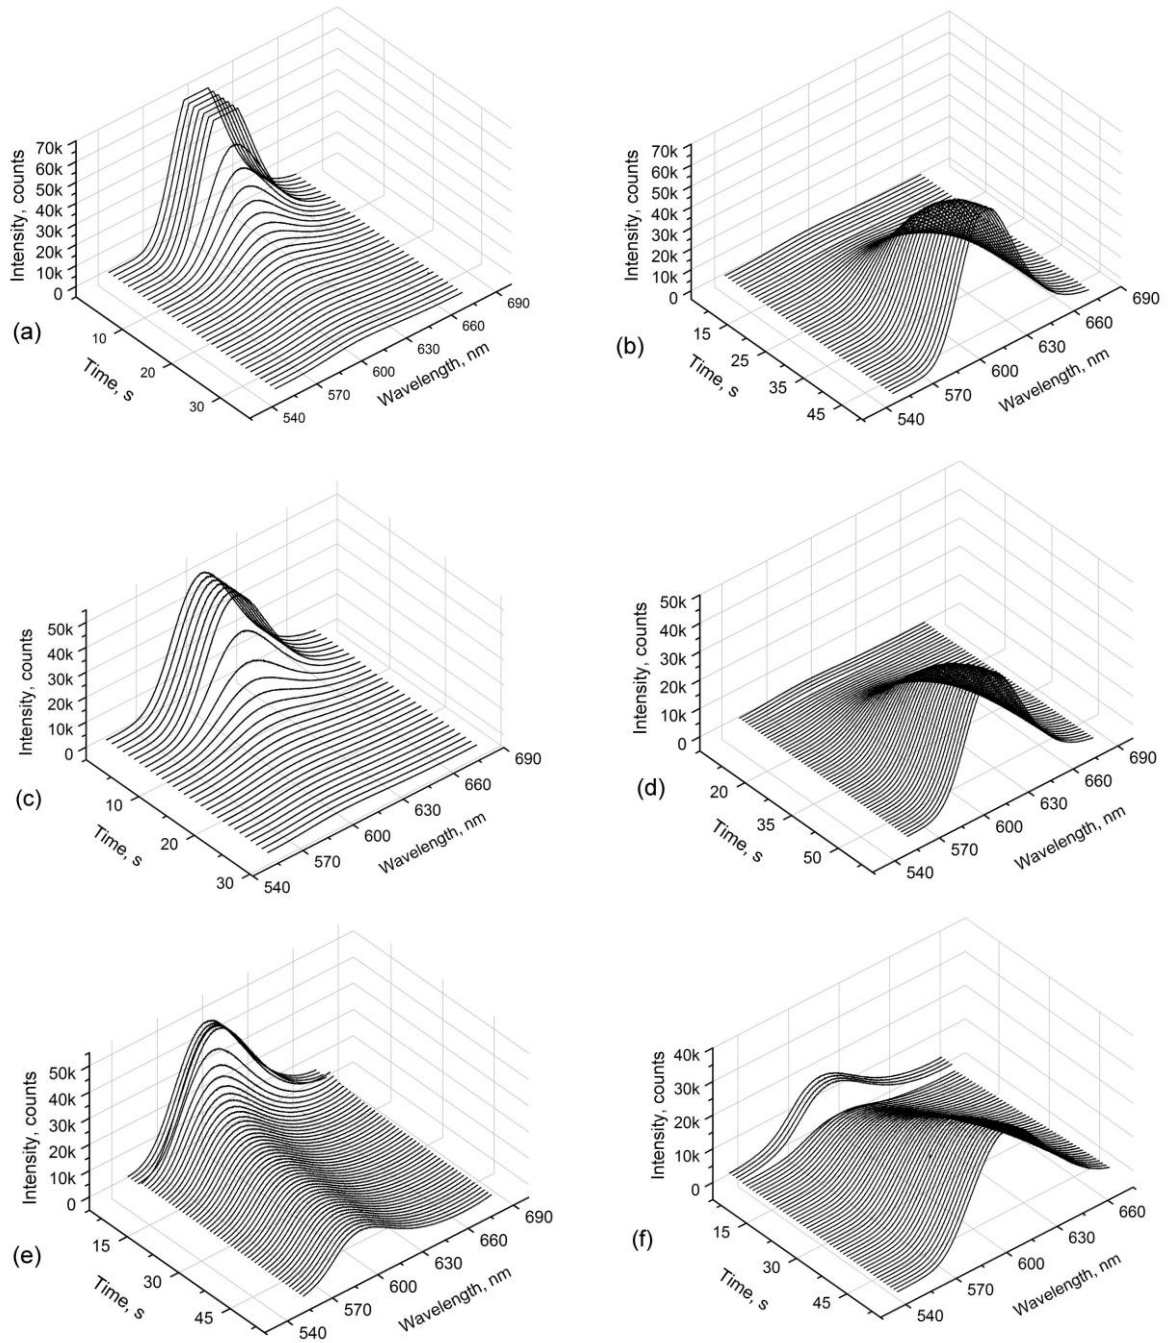 70k
60k
50k
40k
30k
20k
10k
0
Intensity, counts
10
20
30
Time, s
540
570
600
630
660
690
Wavelength, nm
(a)
70k
60k
50k
40k
30k
20k
10k
0
Intensity, counts
15
25
35
45
Time, s
540
570
600
630
660
690
Wavelength, nm
(b)
50k
40k
30k
20k
10k
0
Intensity, counts
10
20
30
Time, s
540
570
600
630
660
690
Wavelength, nm
(c)
50k
40k
30k
20k
10k
0
Intensity, counts
20
35
50
Time, s
540
570
600
630
660
690
Wavelength, nm
(d)
50k
40k
30k
20k
10k
0
Intensity, counts
15
30
45
Time, s
540
570
600
630
660
690
Wavelength, nm
(e)
40k
30k
20k
10k
0
Intensity, counts
15
30
45
Time, s
540
570
600
630
660
Wavelength, nm
(f)